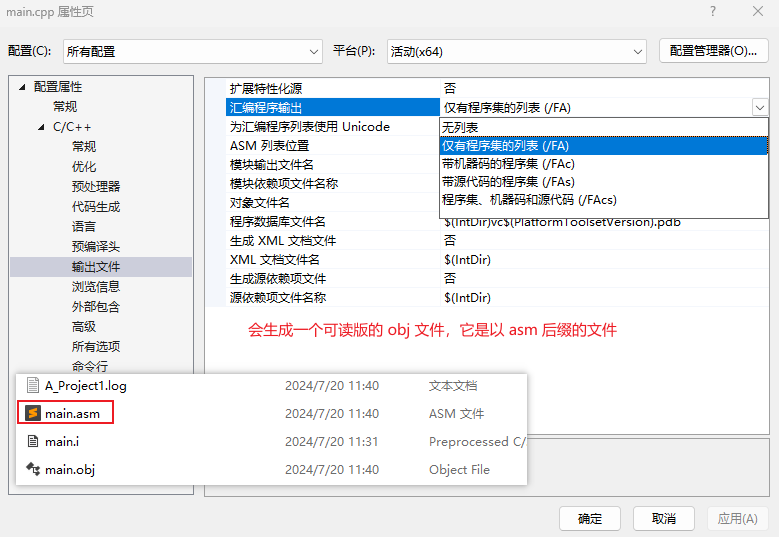 main.cpp 属性页
?
配置(C):
所有配置
平台(P):
活动(x64)
配置管理器(O)...
配置属性
常规
C/C++
常规
优化
预处理器
代码生成
语言
预编译头
输出文件
浏览信息
外部包含
高级
所有选项
命令行
扩展特性化源 否
汇编程序输出 仅有程序集的列表 (/FA)
为汇编程序列表使用 Unicode
ASM 列表位置
模块输出文件名
模块依赖项文件名称
对象文件名
程序数据库文件名 $(IntDir)vc$(PlatformToolsetVersion).pdb
生成 XML 文档文件 否
XML 文档文件名 $(IntDir)
生成源依赖项文件 否
源依赖项文件名称 $(IntDir)
无列表
仅有程序集的列表 (/FA)
带机器码的程序集 (/FAc)
带源代码的程序集 (/FAs)
程序集、机器码和源代码 (/FAcs)
会生成一个可读版的 obj 文件，它是以 asm 后缀的文件
A_Project1.log 2024/7/20 11:40 文本文档
main.asm 2024/7/20 11:40 ASM 文件
main.i 2024/7/20 11:31 Preprocessed C/
main.obj 2024/7/20 11:40 Object File
确定
取消
应用(A)